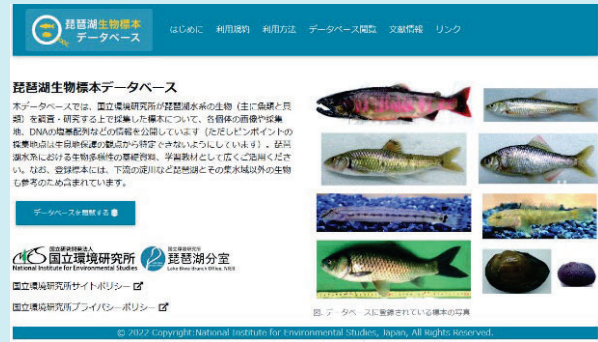 琵琶湖生物標本
データベース
はじめに 利用規約 利用方法 データベース閲覧 文献情報 リンク
琵琶湖生物標本データベース
本データベースでは、国立環境研究所が琵琶湖水系の生物（主に魚類と貝
類）を調査・研究する上で採集した標本について、各個体の画像や採集
地、DNAの塩基配列などの情報を公開しています（ただしピンポイントの
採集地点は生息地保護の観点から特定できないようにしています）。琵琶
湖水系における生物多様性の基礎資料、学習教材として広くご活用くださ
い。なお、登録標本には、下流の淀川など琵琶湖とその集水域以外の生物
も参考のため含まれています。
データベースを閲覧する
国立研究開発法人
国立環境研究所
National Institute for Environmental Studies
国立環境研究所
琵琶湖分室
Lake Biwa Branch Office, NIES
国立環境研究所サイトポリシー
国立環境研究所プライバシーポリシー
図. データベースに登録されている標本の写真
© 2022 Copyright:National Institute for Environmental Studies, Japan, All Rights Reserved.